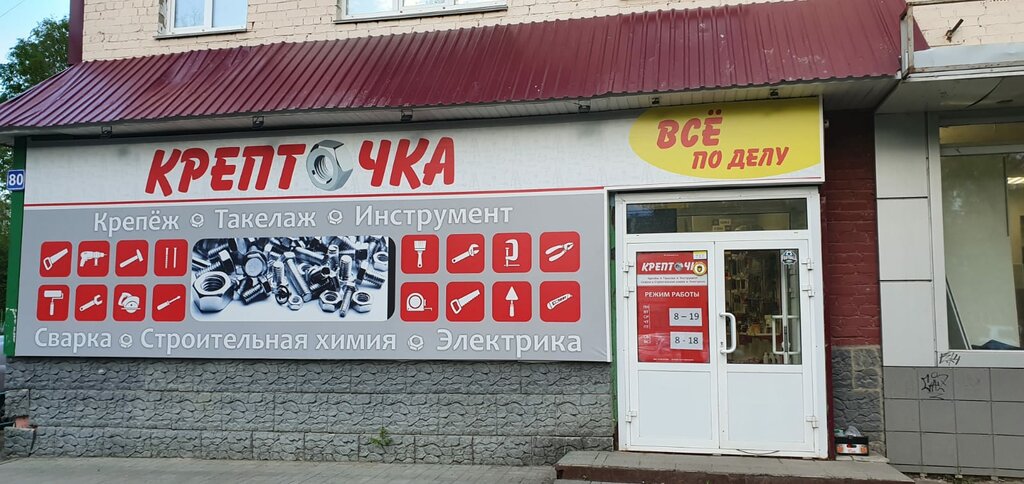 КРЕПТОЧКА
ВСЁ
ПО ДЕЛУ
80
Крепёж Такелаж Инструмент
Сварка Строительная химия Электрика
КРЕПТОЧКА
РЕЖИМ РАБОТЫ
8 – 19
8 - 18